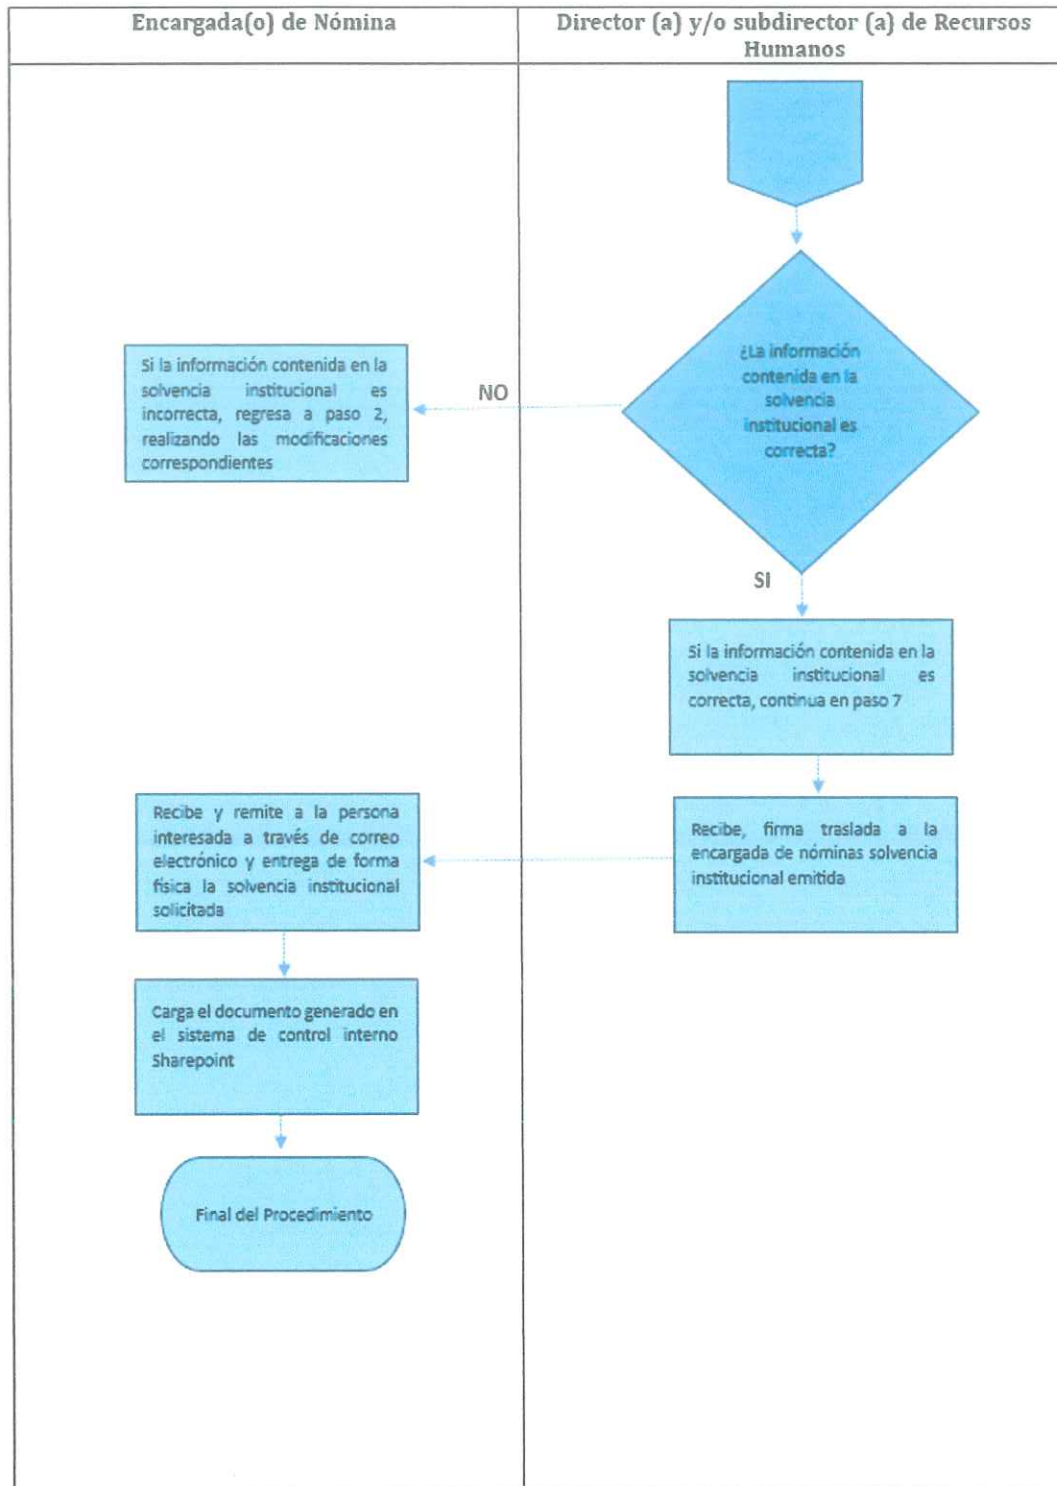 Encargada(o) de Nómina
Director (a) y/o subdirector (a) de Recursos
Humanos
¿La información
contenida en la
solvencia
institucional es
correcta?
NO
Si la información contenida en la
solvencia institucional es
incorrecta, regresa a paso 2,
realizando las modificaciones
correspondientes
SI
Si la información contenida en la
solvencia institucional es
correcta, continua en paso 7
Recibe, firma traslada a la
encargada de nóminas solvencia
institucional emitida
Recibe y remite a la persona
interesada a través de correo
electrónico y entrega de forma
física la solvencia institucional
solicitada
Carga el documento generado en
el sistema de control interno
Sharepoint
Final del Procedimiento